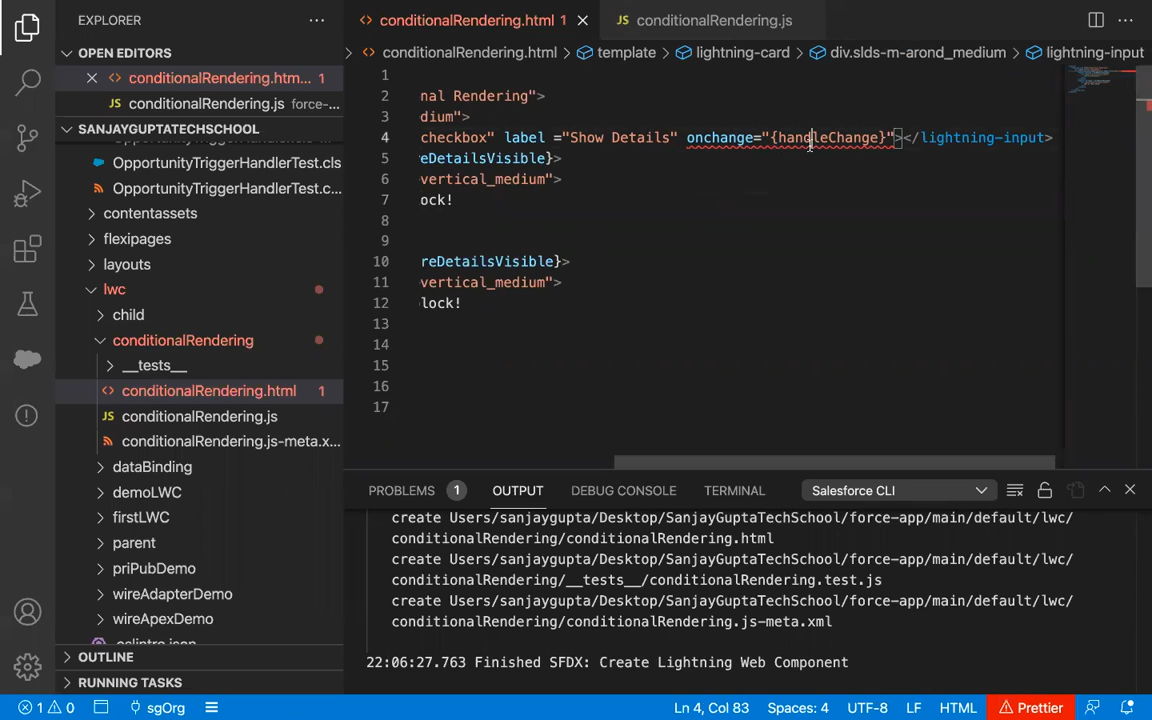 EXPLORER
OPEN EDITORS
conditionalRendering.htm... 1
conditionalRendering.js force-...
SANJAYGUPTATECHSCHOOL
OpportunityTriggerHandlerTest.cls
OpportunityTriggerHandlerTest.c...
contentassets
flexipages
layouts
lwc
child
conditionalRendering
__tests__
conditionalRendering.html 1
conditionalRendering.js
conditionalRendering.js-meta.x...
dataBinding
demoLWC
firstLWC
parent
priPubDemo
wireAdapterDemo
wireApexDemo
OUTLINE
RUNNING TASKS
conditionalRendering.html 1
JS conditionalRendering.js
conditionalRendering.html > template > lightning-card > div.slds-m-arond_medium > lightning-input
1
2 nal Rendering">
3 dium">
4 checkbox" label ="Show Details" onchange="{handleChange}"></lightning-input>
5 reDetailsVisible}>
6 vertical_medium">
7 ock!
8
9
10 reDetailsVisible}>
11 vertical_medium">
12 lock!
13
14
15
16
17
PROBLEMS 1 OUTPUT DEBUG CONSOLE TERMINAL Salesforce CLI
create Users/sanjaygupta/Desktop/SanjayGuptaTechSchool/force-app/main/default/lwc/
conditionalRendering/conditionalRendering.html
create Users/sanjaygupta/Desktop/SanjayGuptaTechSchool/force-app/main/default/lwc/
conditionalRendering/__tests__/conditionalRendering.test.js
create Users/sanjaygupta/Desktop/SanjayGuptaTechSchool/force-app/main/default/lwc/
conditionalRendering/conditionalRendering.js-meta.xml
22:06:27.763 Finished SFDX: Create Lightning Web Component
1 0 sgOrg Ln 4, Col 83 Spaces: 4 UTF-8 LF HTML Prettier